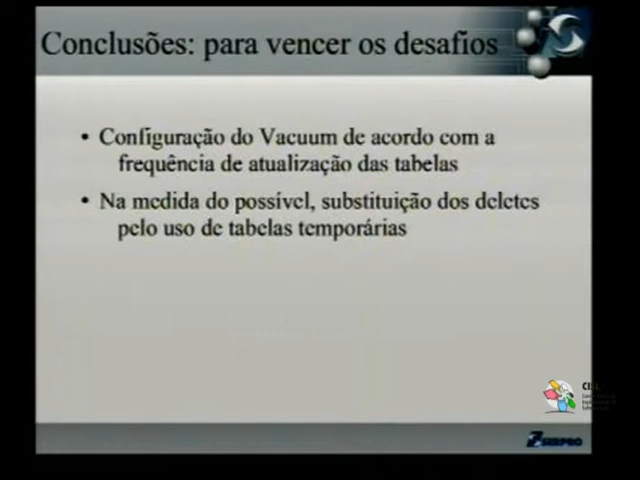 Conclusões: para vencer os desafios
• Configuração do Vacuum de acordo com a
frequência de atualização das tabelas
• Na medida do possível, substituição dos deletes
pelo uso de tabelas temporárias
SERPRO